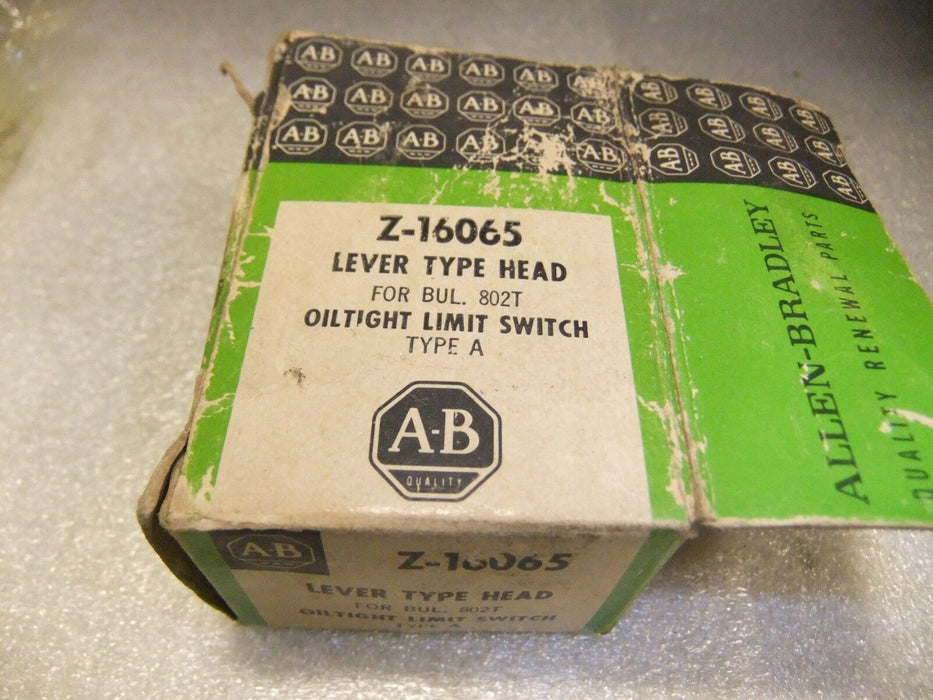 A-B A-B A-B A-B A-B A-B A-B A-B A-B A-B
A-B A-B A-B A-B A-B A-B A-B A-B A-B A-B
A-B A-B A-B A-B A-B A-B A-B A-B A-B A-B
Z-16065
LEVER TYPE HEAD
FOR BUL. 802T
OILTIGHT LIMIT SWITCH
TYPE A
A-B
QUALITY
ALLEN-BRADLEY
QUALITY RENEWAL PARTS
A-B
Z-16065
LEVER TYPE HEAD
FOR BUL. 802T
OILTIGHT LIMIT SWITCH
TYPE A